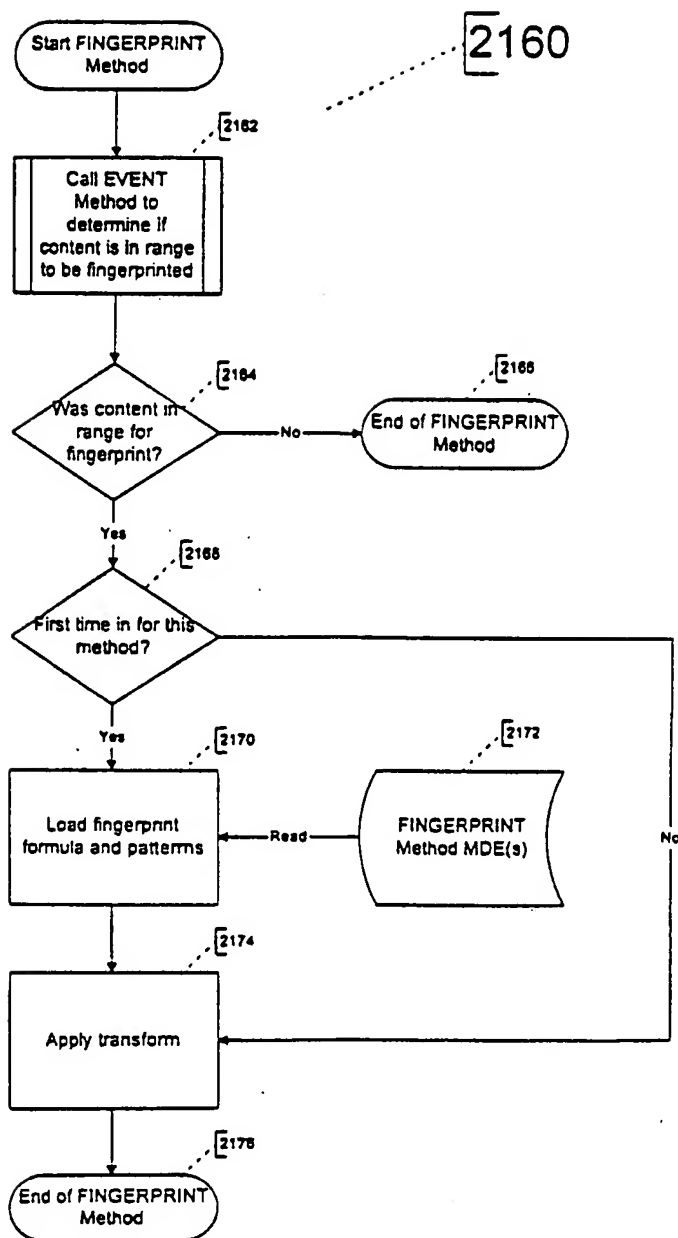 Start FINGERPRINT
Method
2160
2162
Call EVENT
Method to
determine if
content is in range
to be fingerprinted
2164
Was content in
range for
fingerprint?
No
2166
End of FINGERPRINT
Method
Yes
2168
First time in for this
method?
Yes
2170
2172
Load fingerprint
formula and patterns
Read
FINGERPRINT
Method MDE(s)
No
2174
Apply transform
2176
End of FINGERPRINT
Method